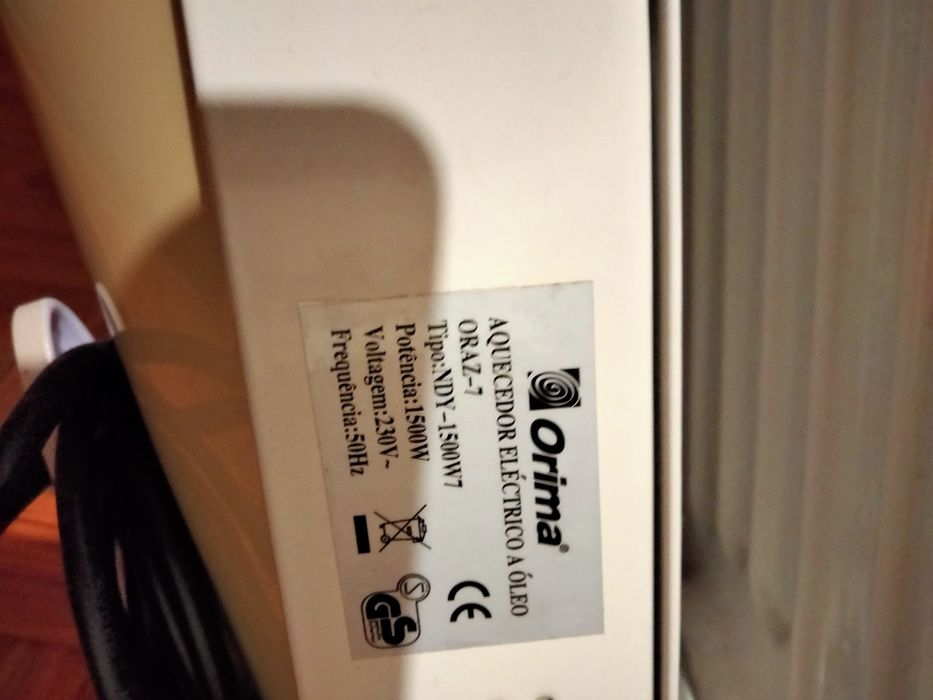 Orima®
AQUECEDOR ELÉCTRICO A ÓLEO
ORAZ-7
Tipo:NDY-1500W7
Potência:1500W
Voltagem:230V~
Frequência:50Hz
CE
S
GS